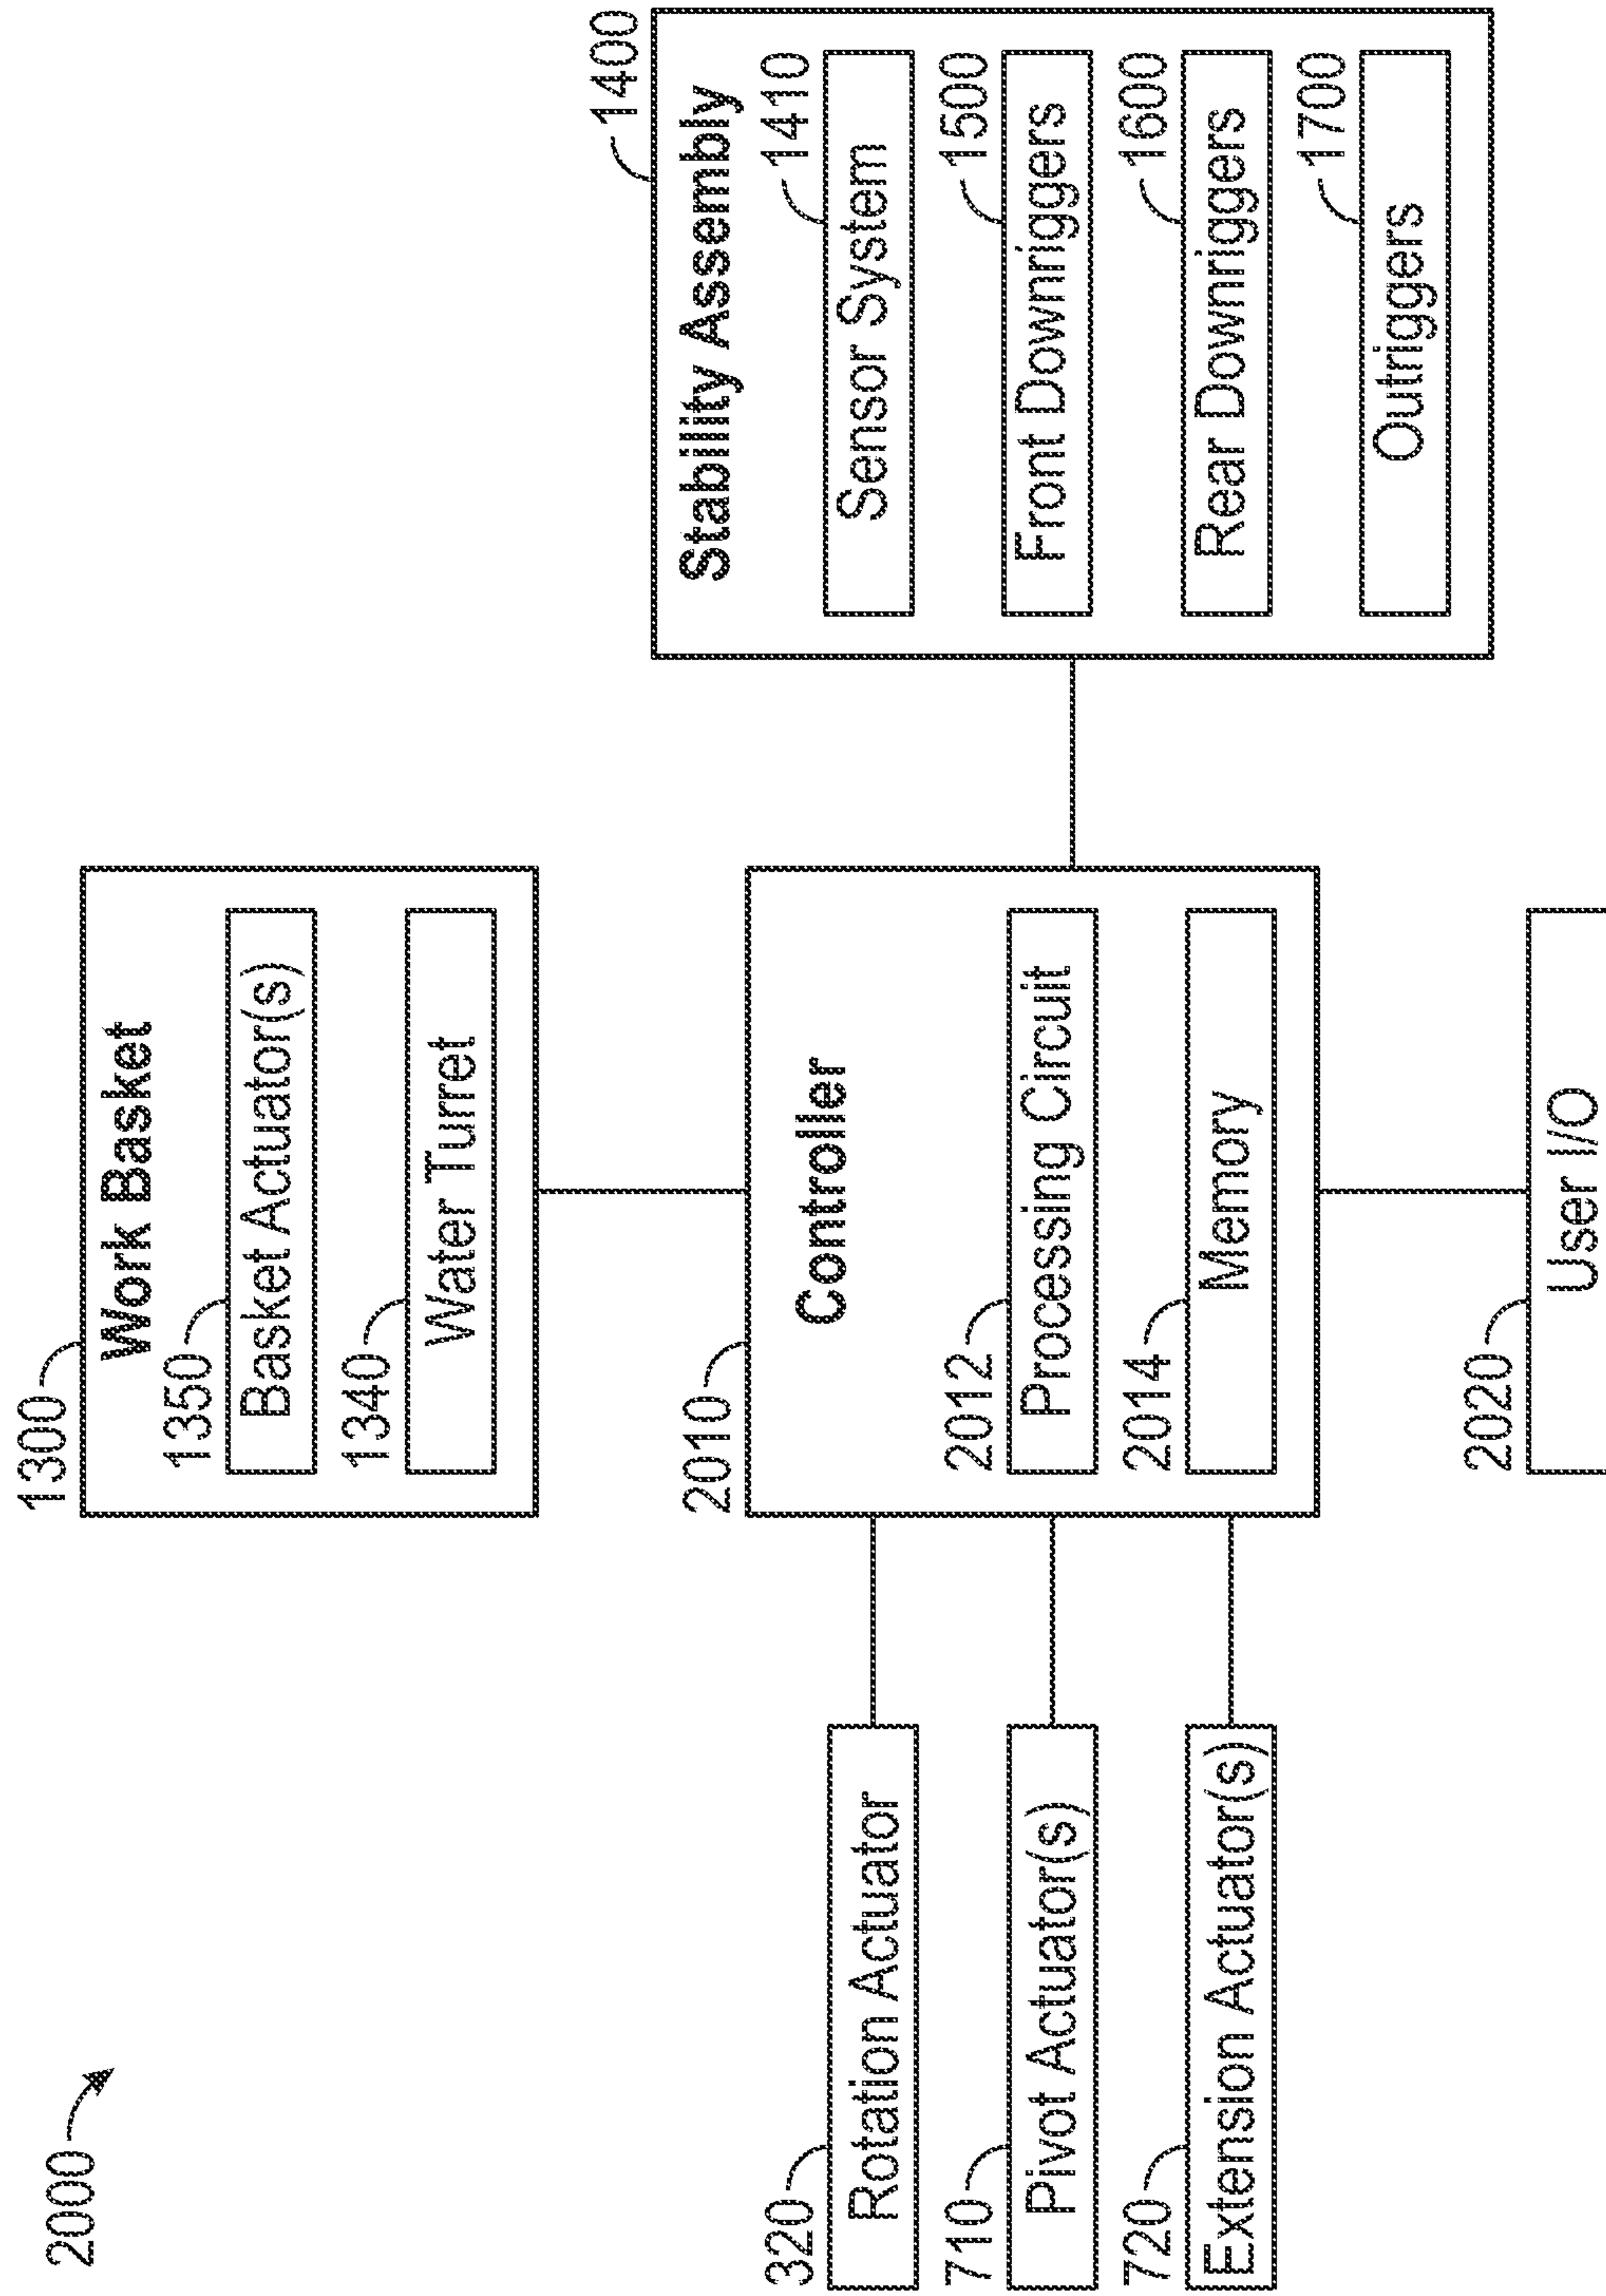 2000
1300
Work Basket
1350
Basket Actuator(s)
1340
Water Turret
1400
Stability Assembly
1410
Sensor System
1500
Front Downriggers
1600
Rear Downriggers
1700
Outriggers
2010
Controller
2012
Processing Circuit
2014
Memory
320
Rotation Actuator
710
Pivot Actuator(s)
720
Extension Actuator(s)
2020
User I/O